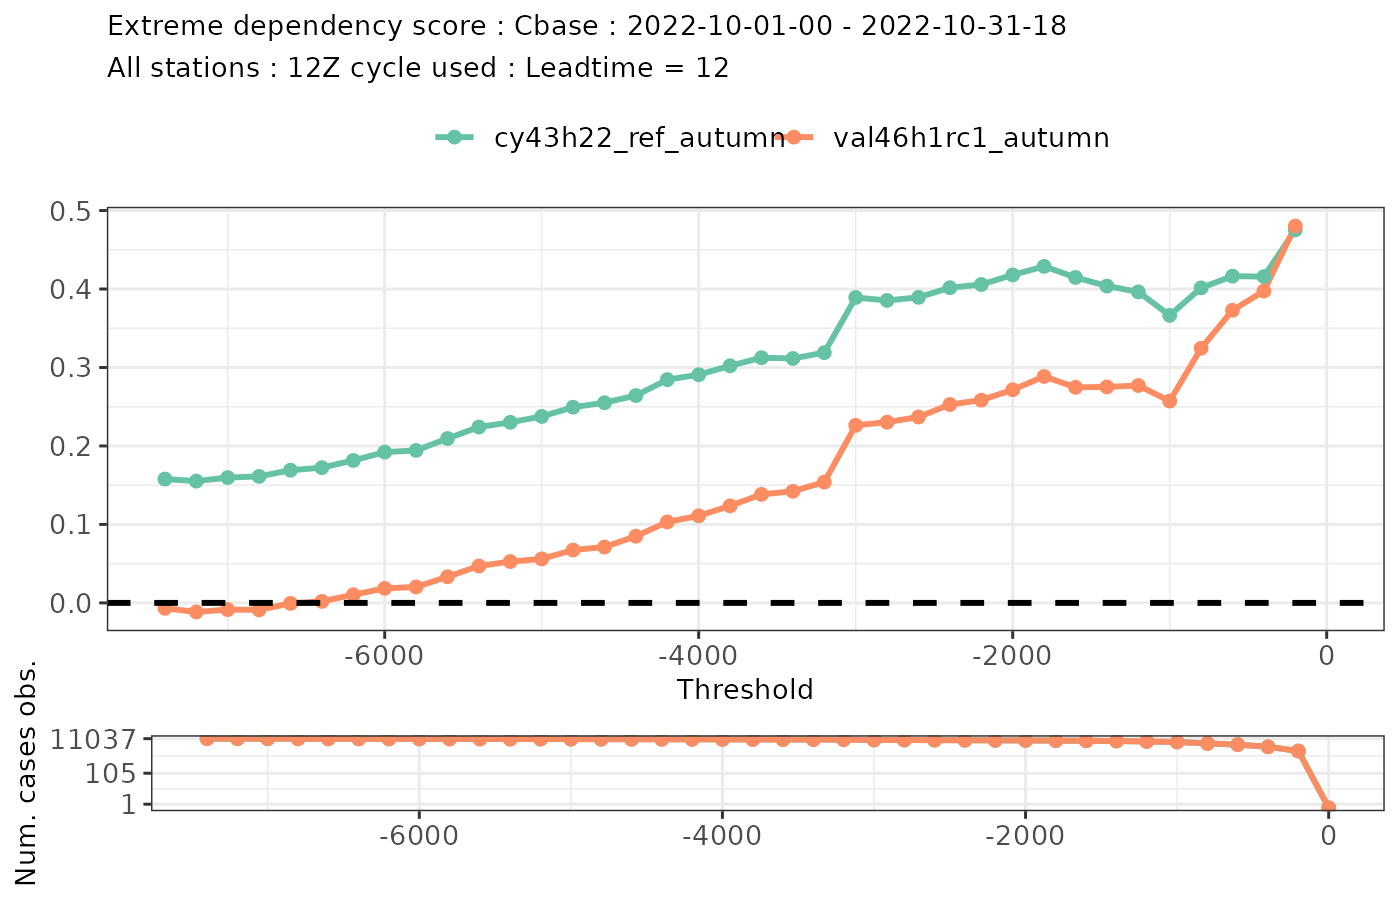 Extreme dependency score : Cbase : 2022-10-01-00 - 2022-10-31-18
All stations : 12Z cycle used : Leadtime = 12
cy43h22_ref_autumn val46h1rc1_autumn
0.5
0.4
0.3
0.2
0.1
0.0
-6000 -4000 -2000 0
Threshold
Num. cases obs.
11037
105
1
-6000 -4000 -2000 0